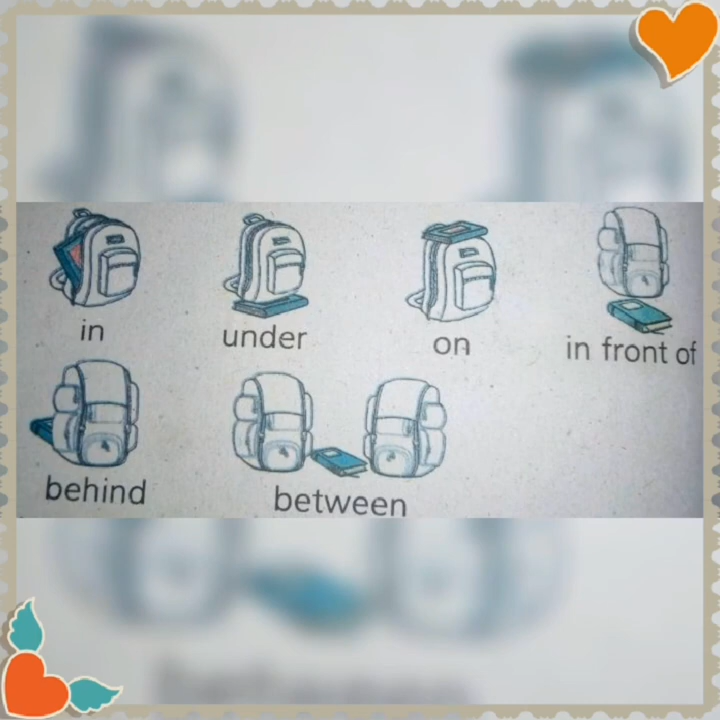 in
under
on
in front of
behind
between